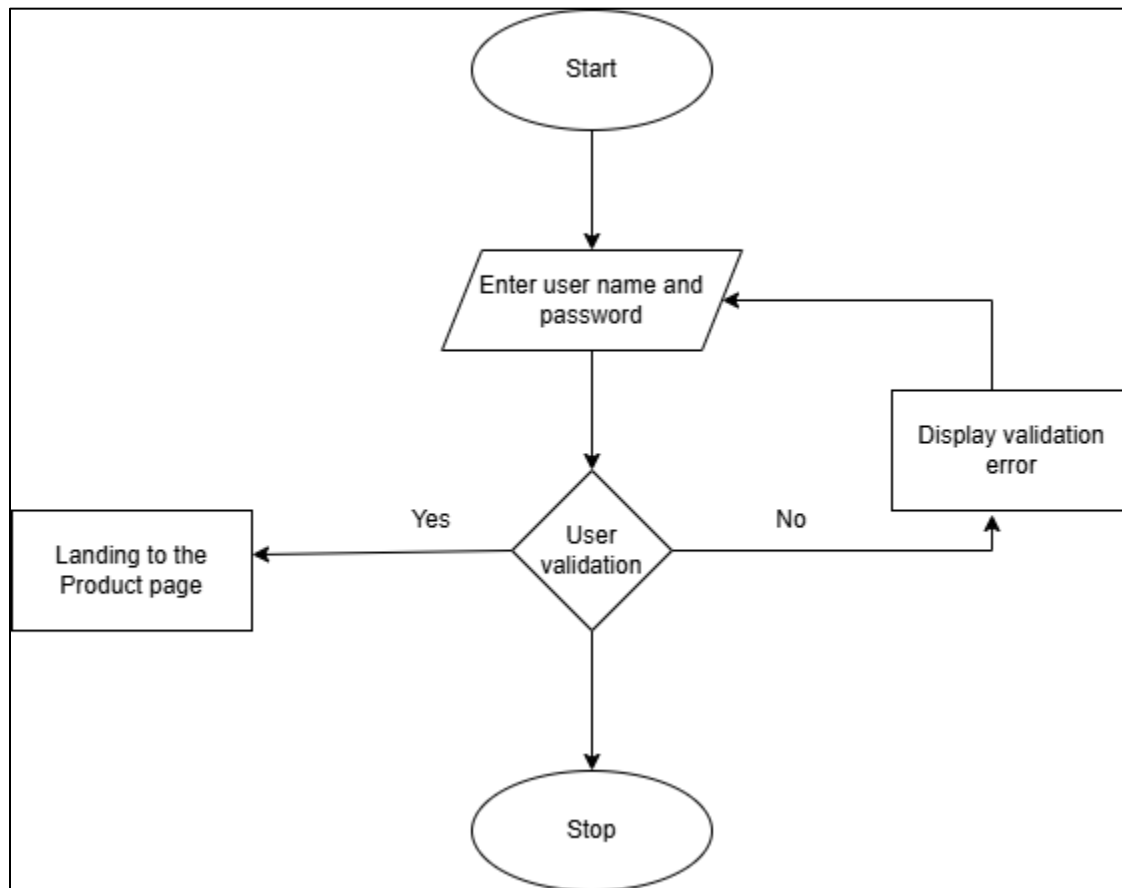 Start
Enter user name and
password
Display validation
error
Yes
No
User
validation
Landing to the
Product page
Stop